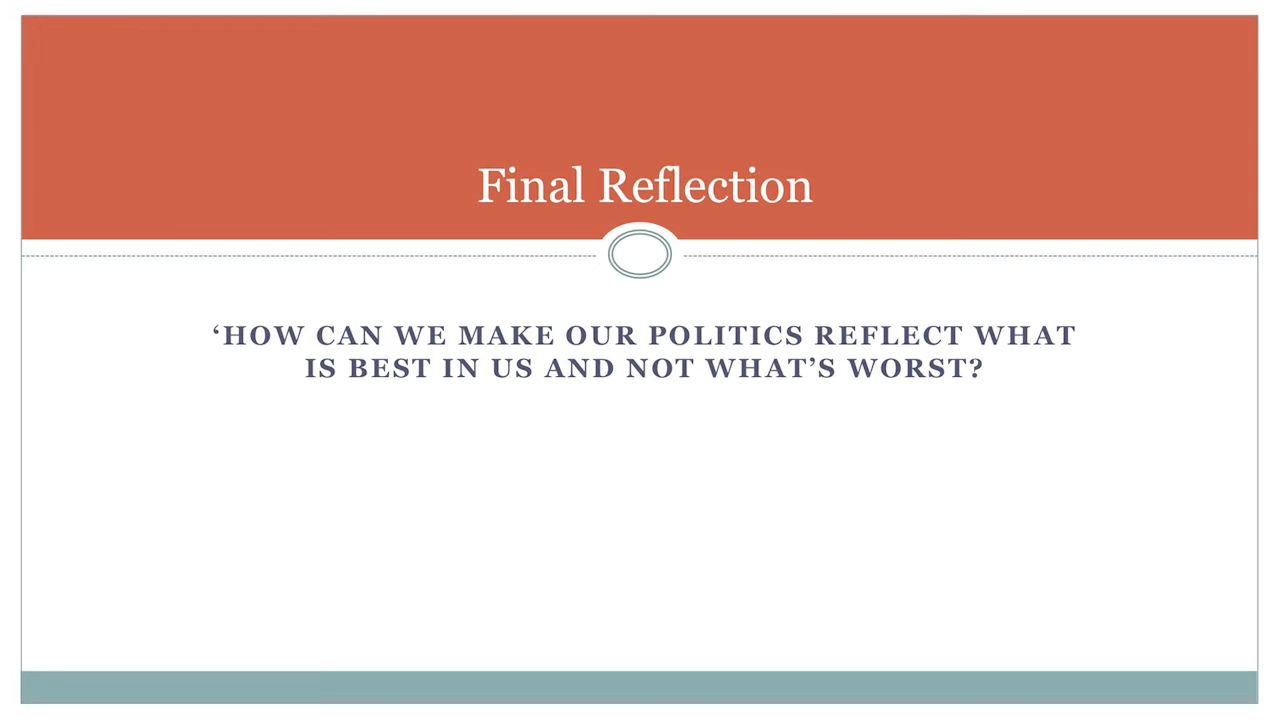 Final Reflection
‘HOW CAN WE MAKE OUR POLITICS REFLECT WHAT
IS BEST IN US AND NOT WHAT’S WORST?